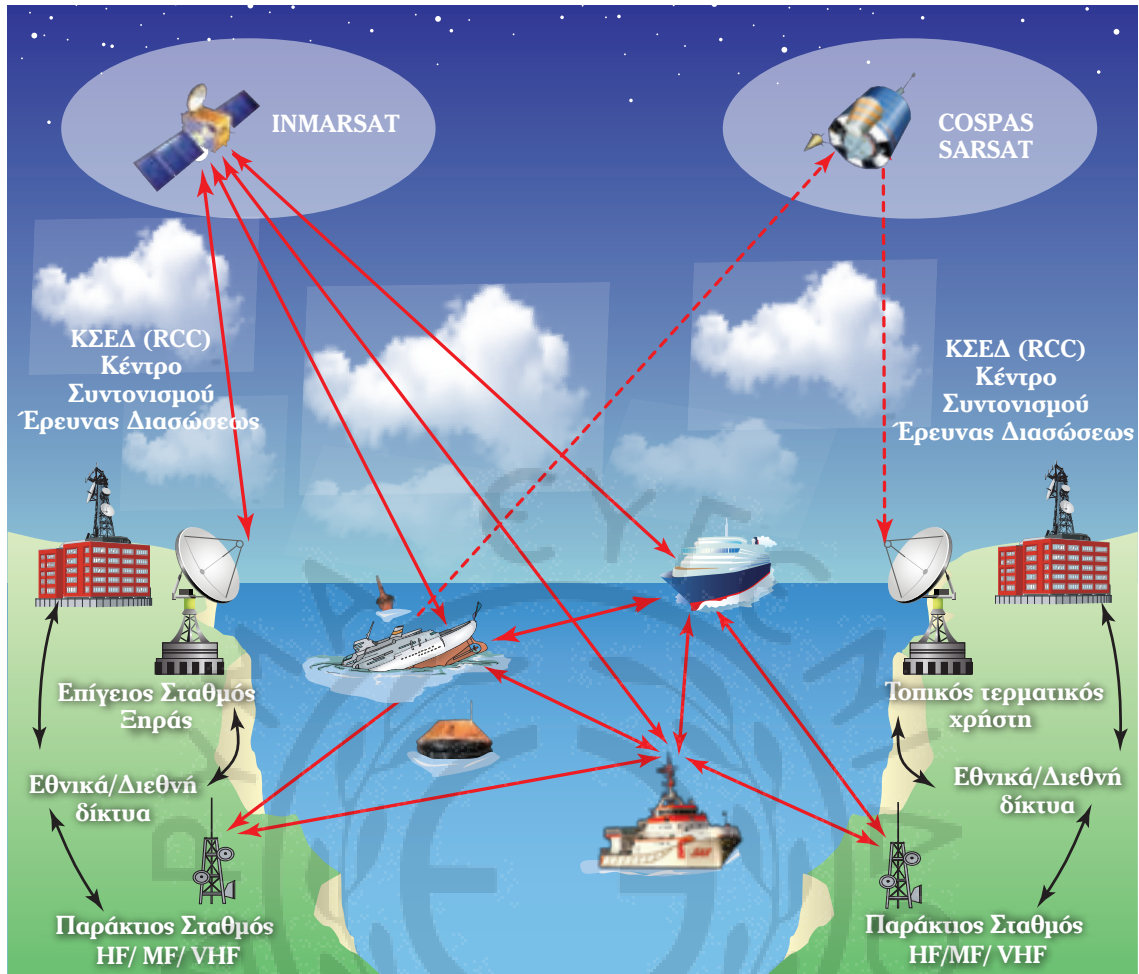 INMARSAT
COSPAS
SARSAT
ΚΣΕΔ (RCC)
Κέντρο
Συντονισμού
Έρευνας Διασώσεως
ΚΣΕΔ (RCC)
Κέντρο
Συντονισμού
Έρευνας Διασώσεως
Επίγειος Σταθμός
Ξηράς
Τοπικός τερματικός
χρήστη
Εθνικά/Διεθνή
δίκτυα
Εθνικά/Διεθνή
δίκτυα
Παράκτιος Σταθμός
HF/ MF/ VHF
Παράκτιος Σταθμός
HF/MF/ VHF